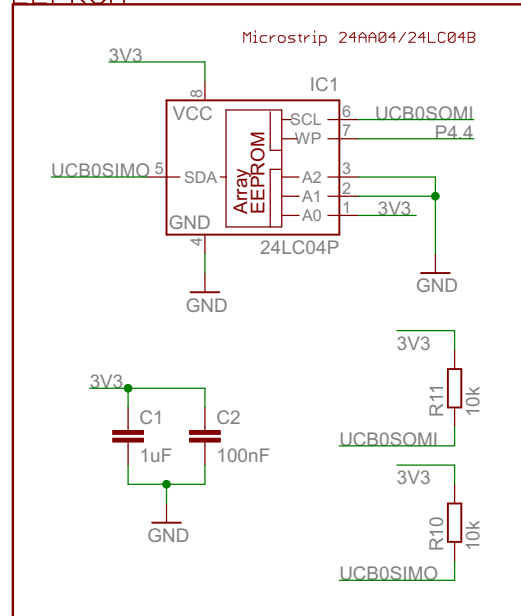 EEPROM
Microstrip 24AA04/24LC04B
3V3
IC1
8
VCC
SCL 6 UCB0SOMI
WP 7 P4.4
UCB0SIMO 5 SDA
Array
EEPROM
A2 3
A1 2
A0 1 3V3
GND
4
24LC04P
GND
GND
3V3
R11
10k
UCB0SOMI
3V3
C1
1uF
C2
100nF
GND
3V3
R10
10k
UCB0SIMO